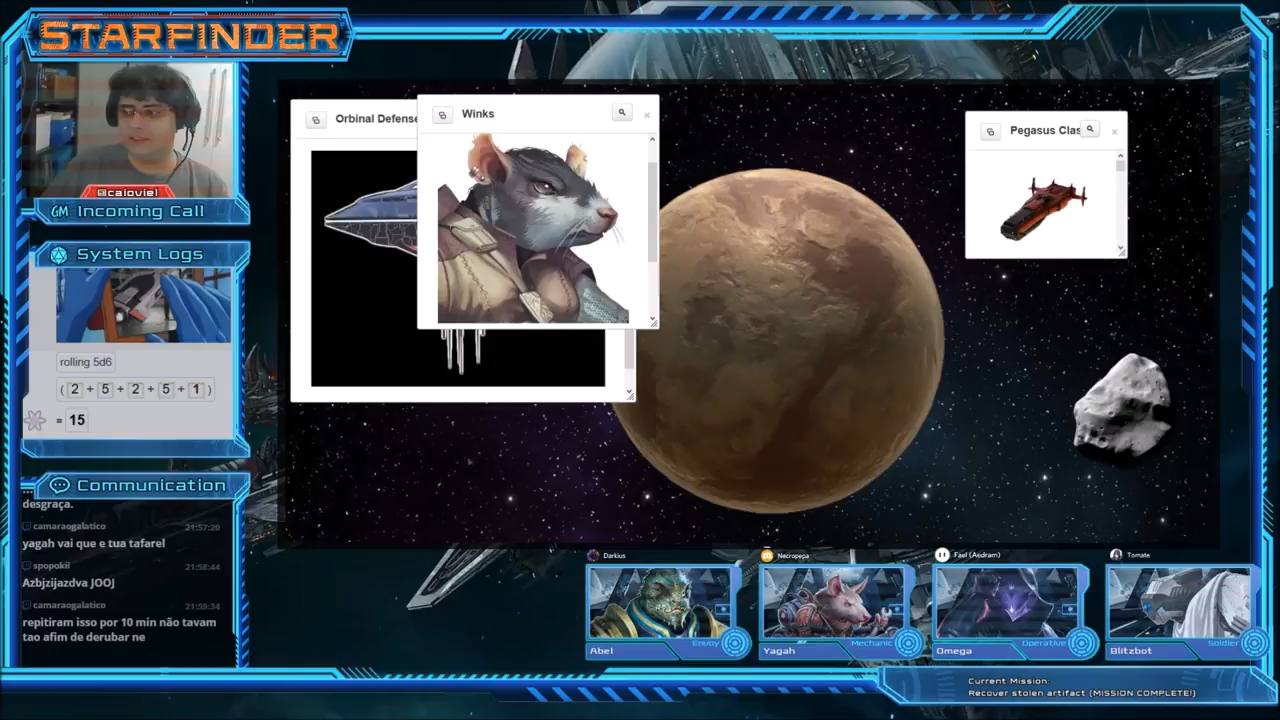 STARFINDER
caioviel
GM Incoming Call
System Logs
rolling 5d6
( 2 + 5 + 2 + 5 + 1 )
= 15
Communication
desgraça.
camaraogalatico 21:57:20
yagah vai que e tua tafarel
spopokii 21:58:44
Azbjzijazdva JOOJ
camaraogalatico 21:59:34
repitiram isso por 10 min não tavam
tao afim de derubar ne
Orbinal Defense
Winks
Pegasus Clas
Darkius
Envoy
Abel
Necropepa
Mechanic
Yagah
Fael (Aedram)
Operative
Omega
Tomate
Soldier
Blitzbot
Current Mission:
Recover stolen artifact (MISSION COMPLETE!)